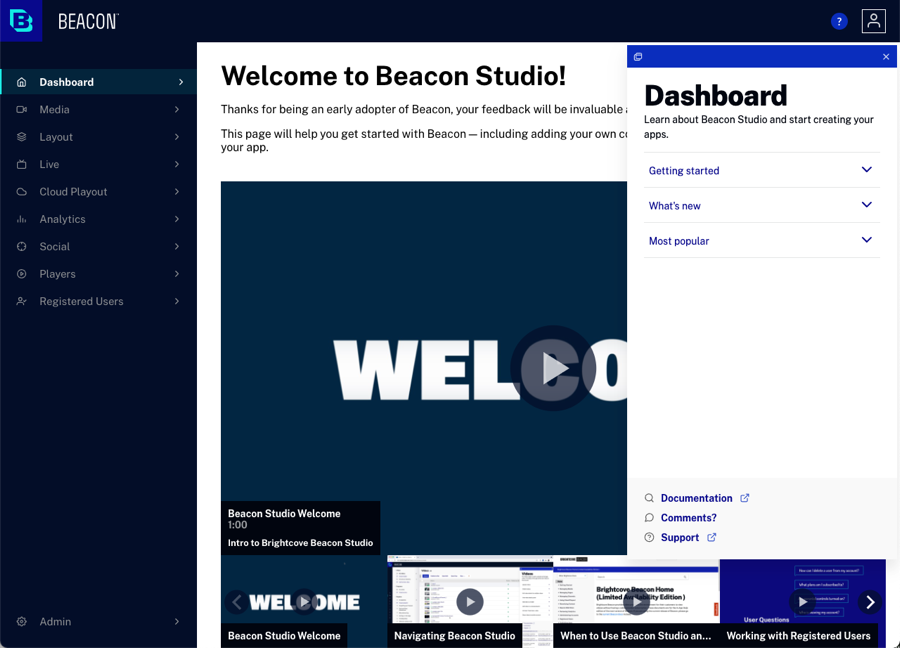 BEACON
?
Dashboard
Media
Layout
Live
Cloud Playout
Analytics
Social
Players
Registered Users
Admin
Welcome to Beacon Studio!
Thanks for being an early adopter of Beacon, your feedback will be invaluable
This page will help you get started with Beacon — including adding your own
your app.
WELCO
Beacon Studio Welcome
1:00
Intro to Brightcove Beacon Studio
WELCOME
Beacon Studio Welcome
Navigating Beacon Studio
Brightcove Beacon Home
(Limited Availability Edition )
When to Use Beacon Studio an...
User Questions
Working with Registered Users
Dashboard
Learn about Beacon Studio and start creating your
apps.
Getting started
What's new
Most popular
Documentation
Comments?
Support